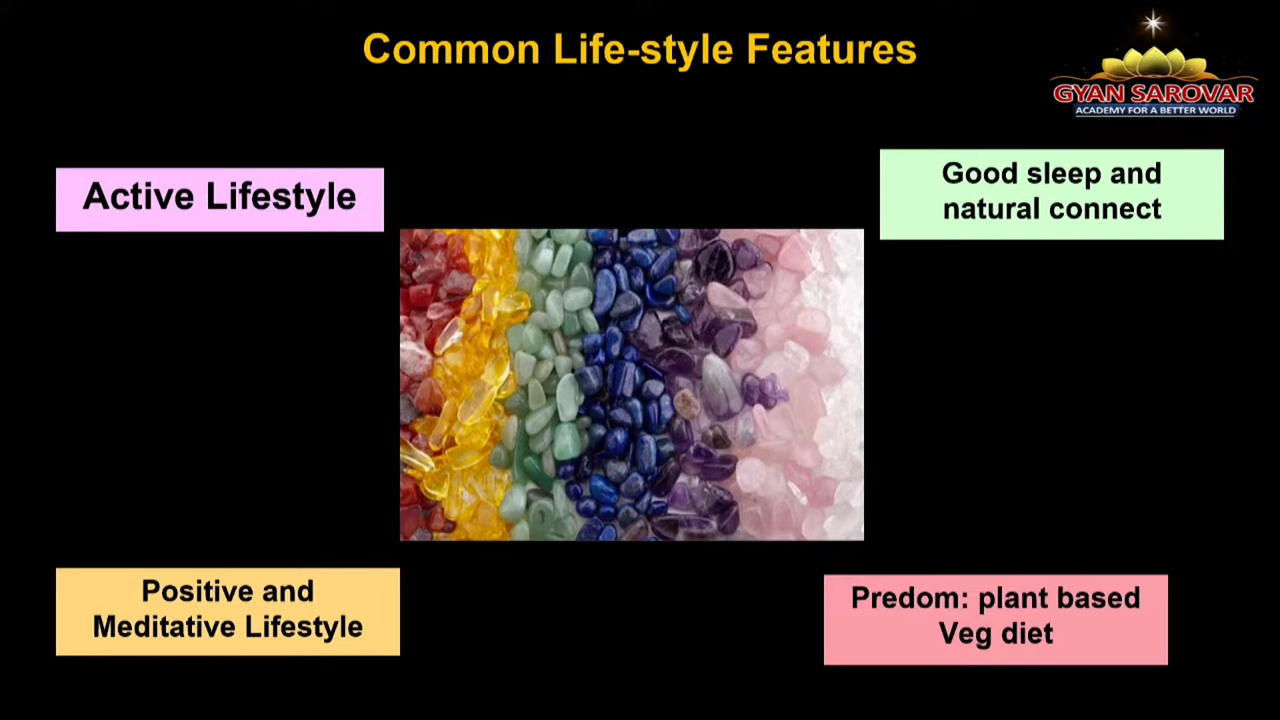 Common Life-style Features
GYAN SAROVAR
ACADEMY FOR A BETTER WORLD
Active Lifestyle
Good sleep and
natural connect
Positive and
Meditative Lifestyle
Predom: plant based
Veg diet